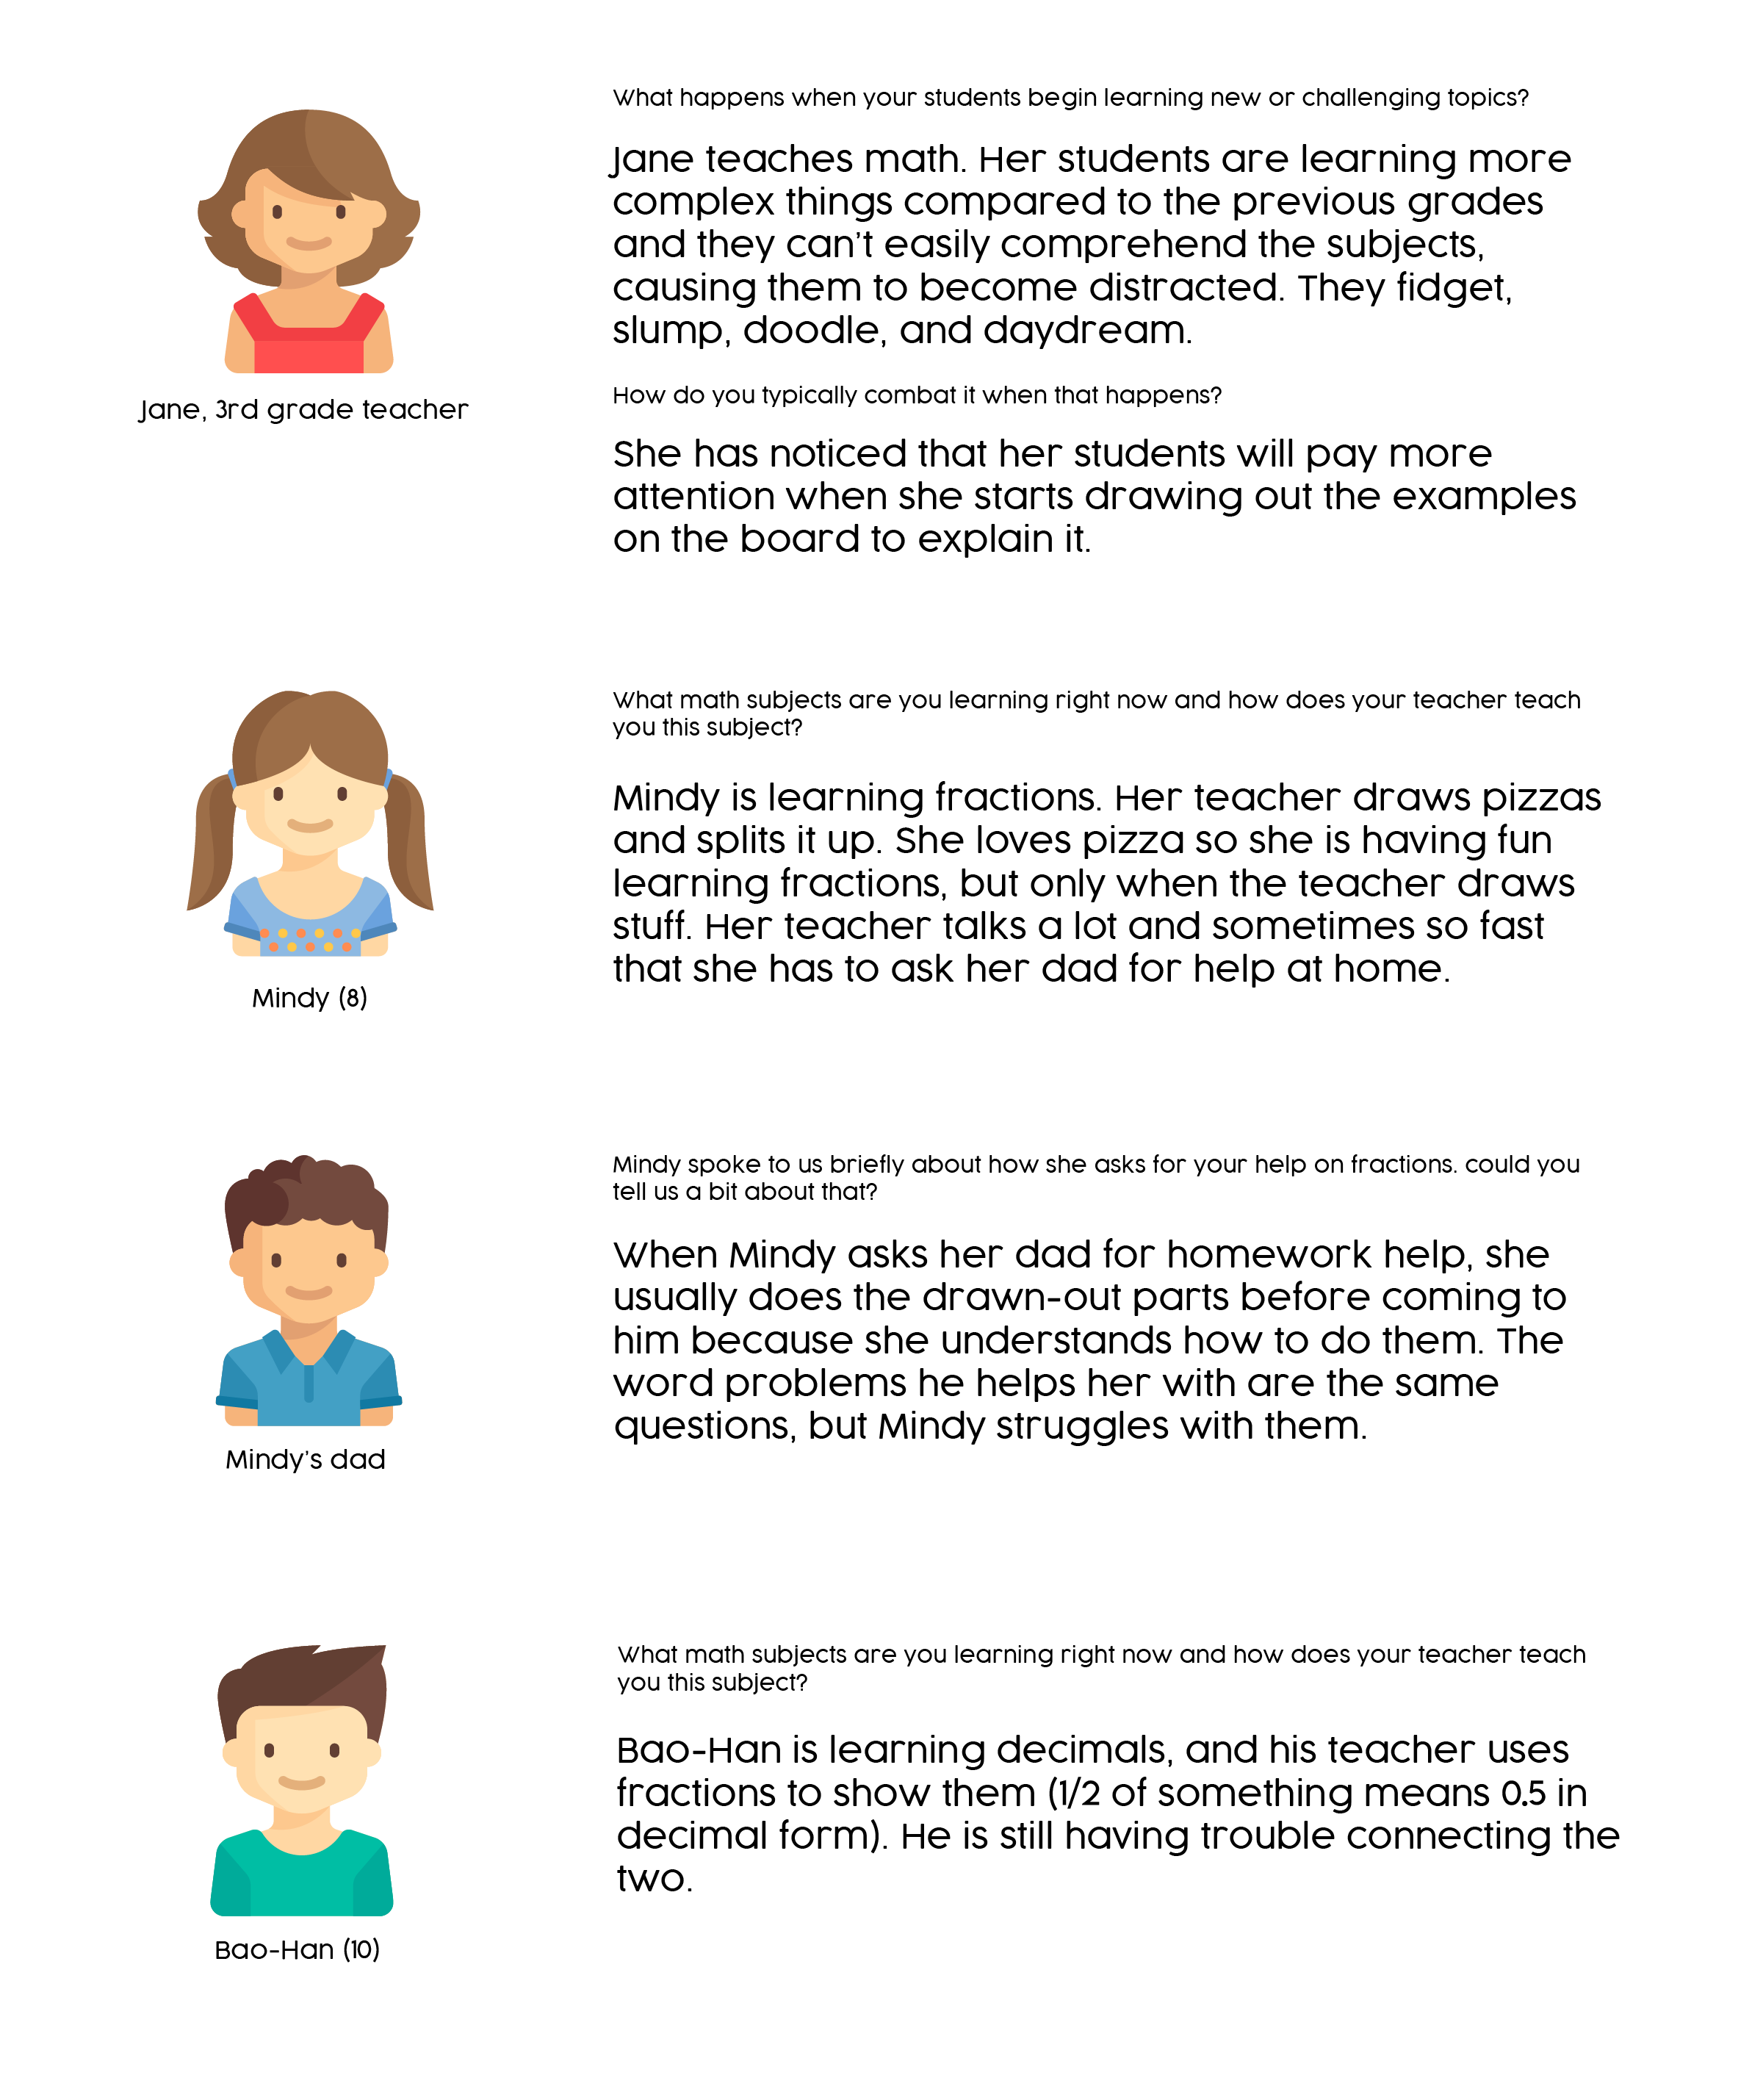 What happens when your students begin learning new or challenging topics?
Jane teaches math. Her students are learning more
complex things compared to the previous grades
and they can't easily comprehend the subjects,
causing them to become distracted. They fidget,
slump, doodle, and daydream.
Jane, 3rd grade teacher
How do you typically combat it when that happens?
She has noticed that her students will pay more
attention when she starts drawing out the examples
on the board to explain it.
What math subjects are you learning right now and how does your teacher teach
you this subject?
Mindy is learning fractions. Her teacher draws pizzas
and splits it up. She loves pizza so she is having fun
learning fractions, but only when the teacher draws
stuff. Her teacher talks a lot and sometimes so fast
that she has to ask her dad for help at home.
Mindy (8)
Mindy spoke to us briefly about how she asks for your help on fractions. could you
tell us a bit about that?
When Mindy asks her dad for homework help, she
usually does the drawn-out parts before coming to
him because she understands how to do them. The
word problems he helps her with are the same
questions, but Mindy struggles with them.
Mindy's dad
What math subjects are you learning right now and how does your teacher teach
you this subject?
Bao-Han is learning decimals, and his teacher uses
fractions to show them (1/2 of something means 0.5 in
decimal form). He is still having trouble connecting the
two.
Bao-Han (10)